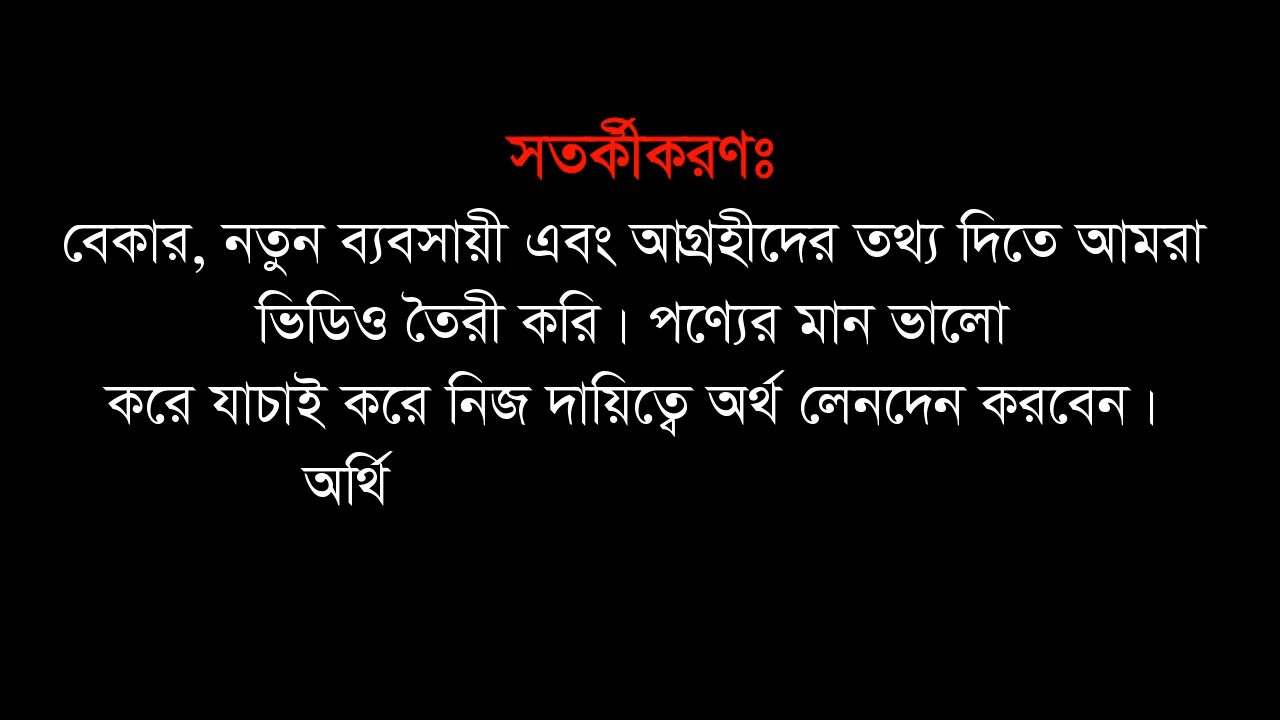 সতর্কীকরণঃ
বেকার, নতুন ব্যবসায়ী এবং আগ্রহীদের তথ্য দিতে আমরা
ভিডিও তৈরী করি। পণ্যের মান ভালো
করে যাচাই করে নিজ দায়িত্বে অর্থ লেনদেন করবেন।
অর্থি